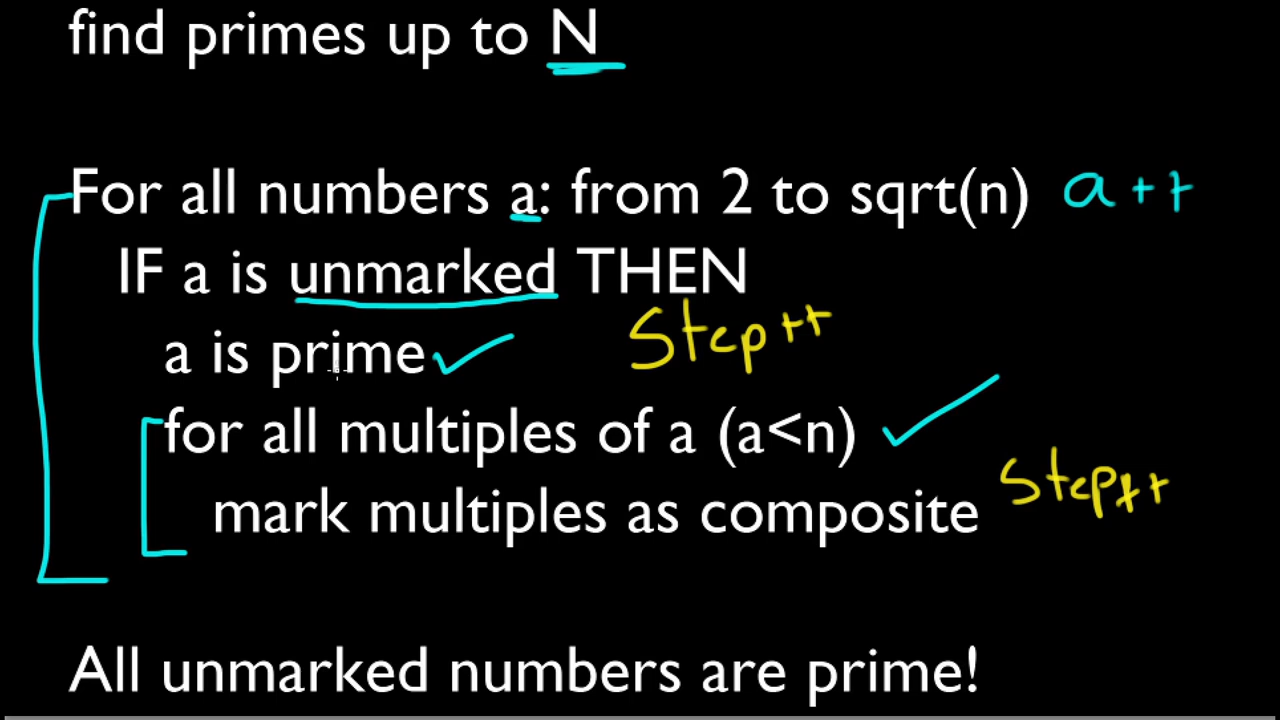 find primes up to N
For all numbers a: from 2 to sqrt(n) a++
IF a is unmarked THEN
Step++
a is prime
for all multiples of a (a<n)
Step++
mark multiples as composite
All unmarked numbers are prime!